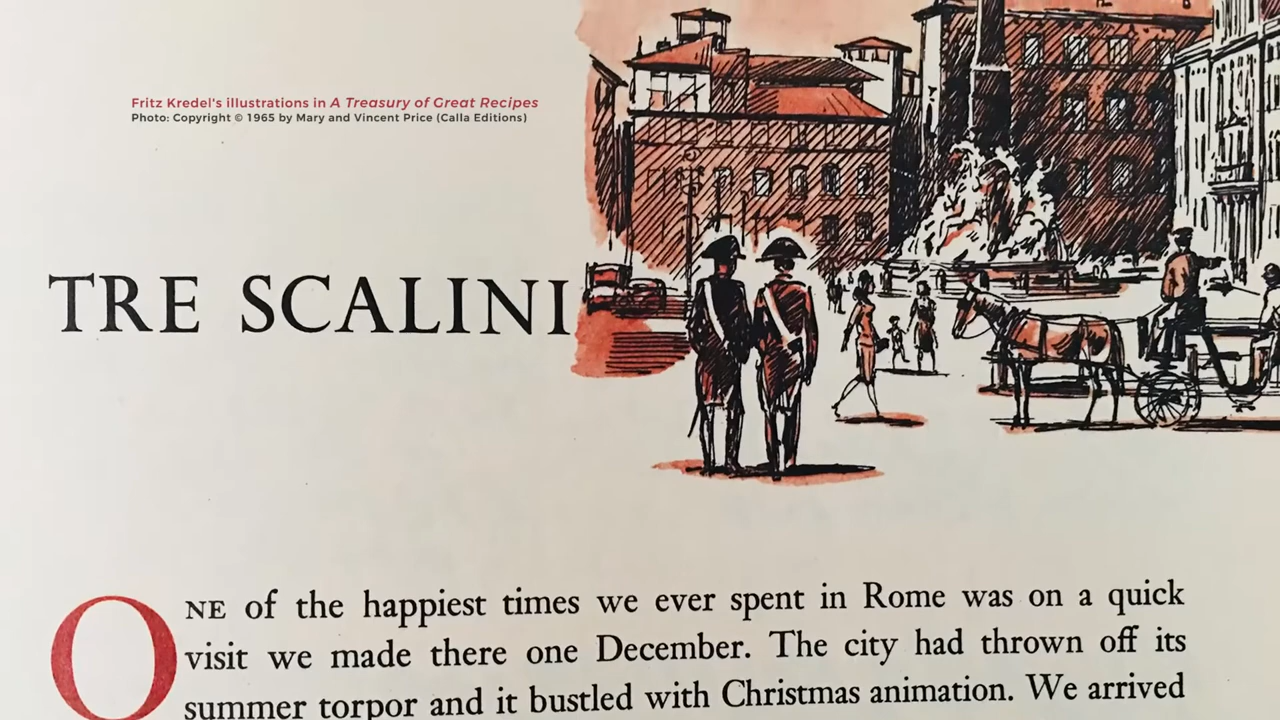 Fritz Kredel's illustrations in A Treasury of Great Recipes
Photo: Copyright © 1965 by Mary and Vincent Price (Calla Editions)
TRE SCALINI
ONE of the happiest times we ever spent in Rome was on a quick
visit we made there one December. The city had thrown off its
summer torpor and it bustled with Christmas animation. We arrived